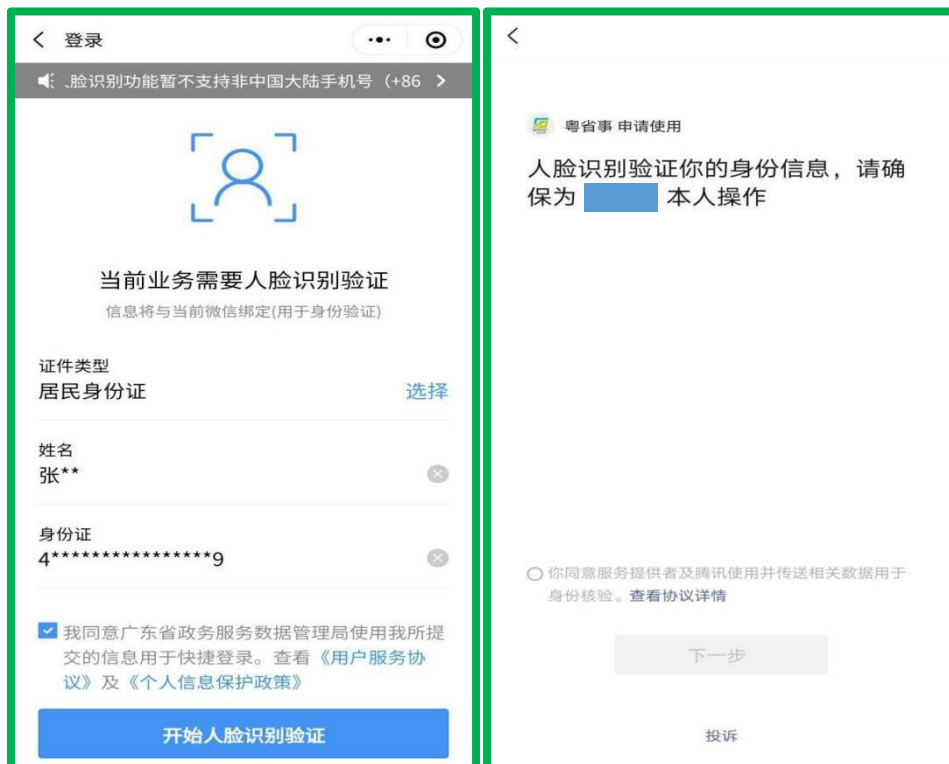 登录
脸识别功能暂不支持非中国大陆手机号（+86
当前业务需要人脸识别验证
信息将与当前微信绑定(用于身份验证)
证件类型
居民身份证
选择
姓名
张**
身份证
4****************9
我同意广东省政务服务数据管理局使用我所提
交的信息用于快捷登录。查看《用户服务协
议》及《个人信息保护政策》
开始人脸识别验证
粤省事 申请使用
人脸识别验证你的身份信息，请确
保为 本人操作
你同意服务提供者及腾讯使用并传送相关数据用于
身份核验。查看协议详情
下一步
投诉